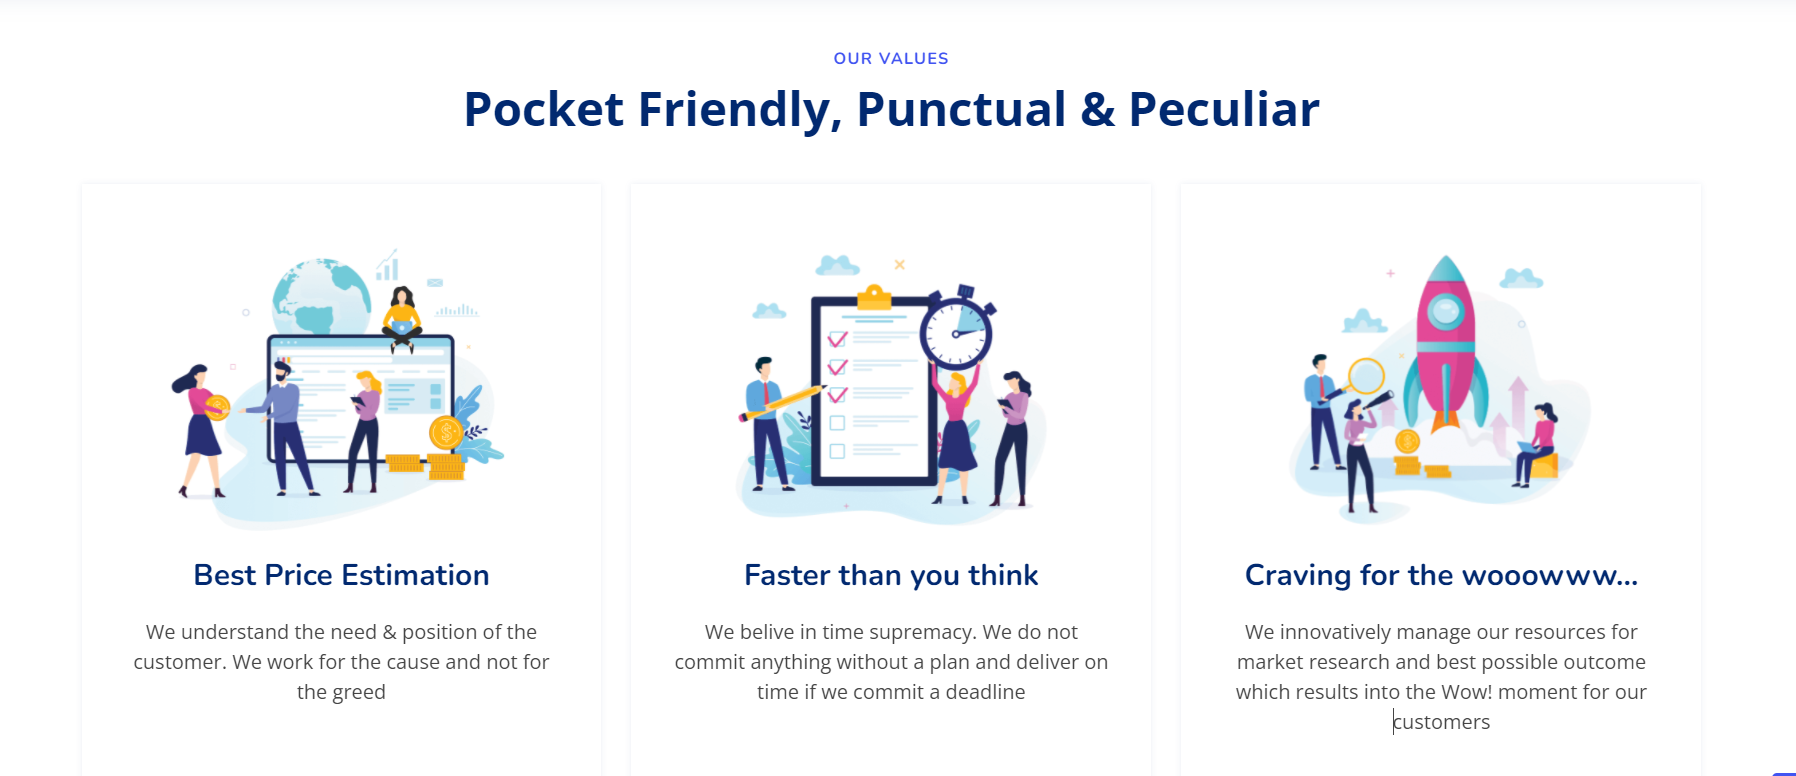 OUR VALUES
Pocket Friendly, Punctual & Peculiar
Best Price Estimation
We understand the need & position of the
customer. We work for the cause and not for
the greed
Faster than you think
We belive in time supremacy. We do not
commit anything without a plan and deliver on
time if we commit a deadline
Craving for the wooowww...
We innovatively manage our resources for
market research and best possible outcome
which results into the Wow! moment for our
customers